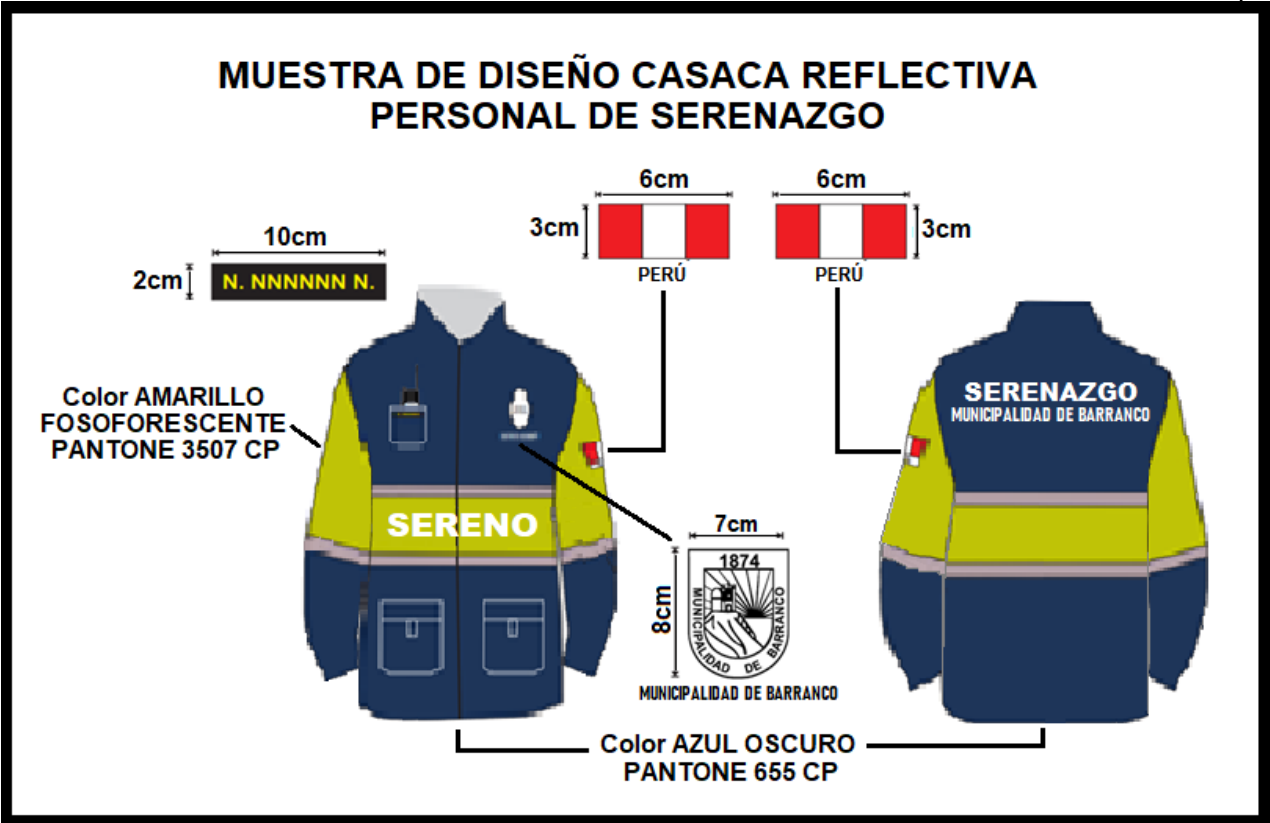 MUESTRA DE DISEÑO CASACA REFLECTIVA
PERSONAL DE SERENAZGO
6cm
6cm
3cm
3cm
PERÚ
PERÚ
10cm
2cm
N. NNNNNN N.
Color AMARILLO
FOSOFORESCENTE
PANTONE 3507 CP
SERENAZGO
MUNICIPALIDAD DE BARRANCO
SERENO
7cm
8cm
1874
MUNICIPALIDAD DE BARRANCO
MUNICIPALIDAD DE BARRANCO
Color AZUL OSCURO
PANTONE 655 CP